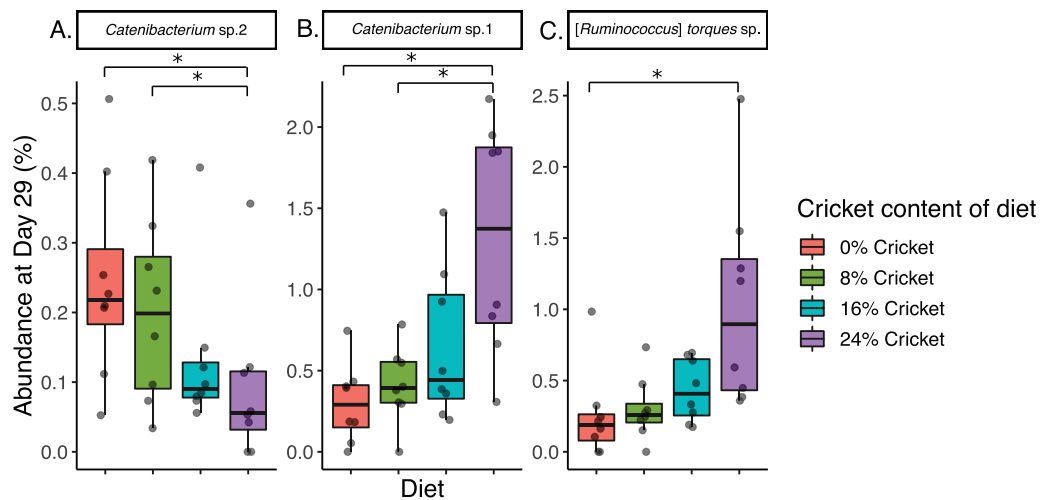 A. Catenibacterium sp.2
B. Catenibacterium sp.1
C. [Ruminococcus] torques sp.
* *
* *
*
Abundance at Day 29 (%)
0.5
0.4
0.3
0.2
0.1
0.0
2.0
1.5
1.0
0.5
0.0
2.5
2.0
1.5
1.0
0.5
0.0
Diet
Cricket content of diet
0% Cricket
8% Cricket
16% Cricket
24% Cricket